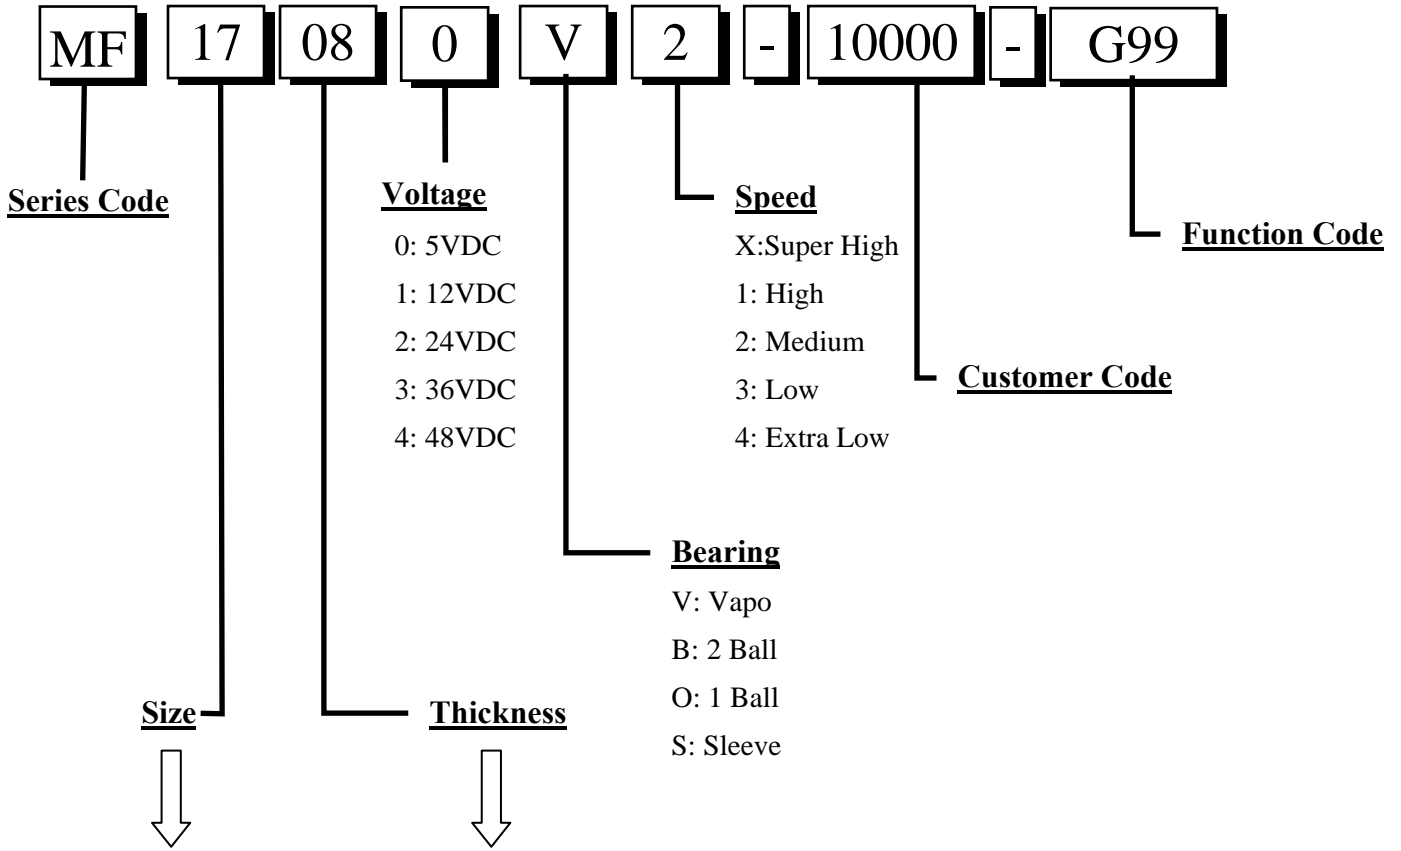 MF 17 08 0 V 2 - 10000 - G99
Series Code
Voltage
0: 5VDC
1: 12VDC
2: 24VDC
3: 36VDC
4: 48VDC
Speed
X:Super High
1: High
2: Medium
3: Low
4: Extra Low
Function Code
Customer Code
Bearing
V: Vapo
B: 2 Ball
O: 1 Ball
S: Sleeve
Size
Thickness